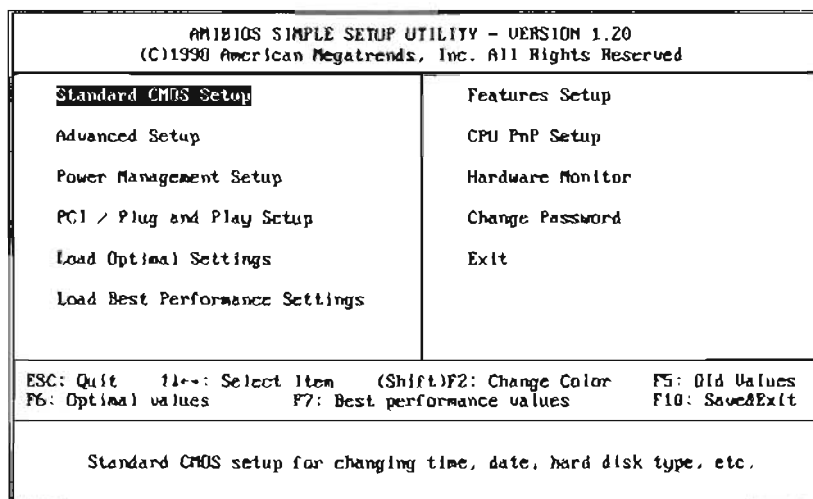 AMIBIOS SIMPLE SETUP UTILITY - VERSION 1.20
(C)1998 American Megatrends, Inc. All Rights Reserved
Standard CMOS Setup
Advanced Setup
Power Management Setup
PCI / Plug and Play Setup
Load Optimal Settings
Load Best Performance Settings
Features Setup
CPU PnP Setup
Hardware Monitor
Change Password
Exit
ESC: Quit ↑↓←→: Select Item (Shift)F2: Change Color F5: Old Values
F6: Optimal values F7: Best performance values F10: Save&Exit
Standard CMOS setup for changing time, date, hard disk type, etc.